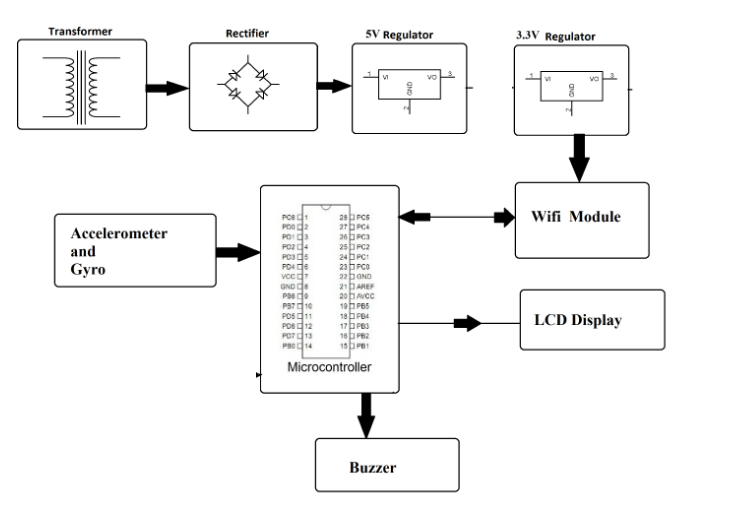 Transformer
Rectifier
5V Regulator
3.3V Regulator
1 VI VO 3
GND
2
1 VI VO 3
GND
2
Wifi Module
Accelerometer
and
Gyro
PC6 1 28 PC5
PD0 2 27 PC4
PD1 3 26 PC3
PD2 4 25 PC2
PD3 5 24 PC1
PD4 6 23 PC0
VCC 7 22 GND
GND 8 21 AREF
PB6 9 20 AVCC
PB7 10 19 PB5
PD5 11 18 PB4
PD6 12 17 PB3
PD7 13 16 PB2
PB0 14 15 PB1
Microcontroller
LCD Display
Buzzer